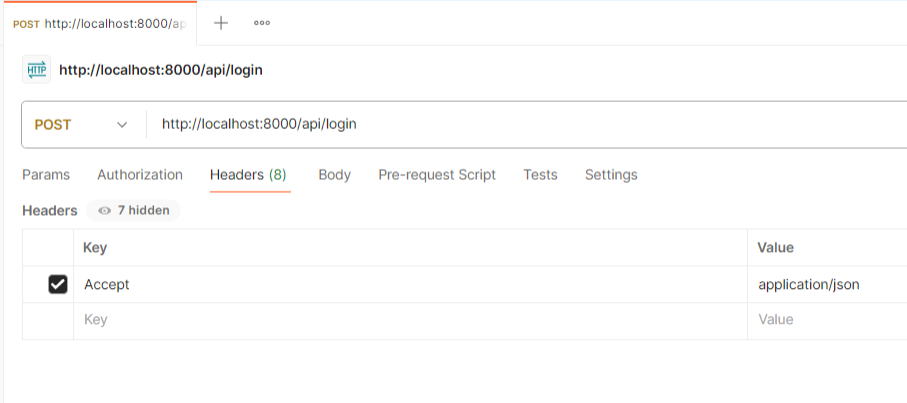 POST http://localhost:8000/ap
HTTP http://localhost:8000/api/login
POST http://localhost:8000/api/login
Params Authorization Headers (8) Body Pre-request Script Tests Settings
Headers 7 hidden
Key Value
Accept application/json
Key Value